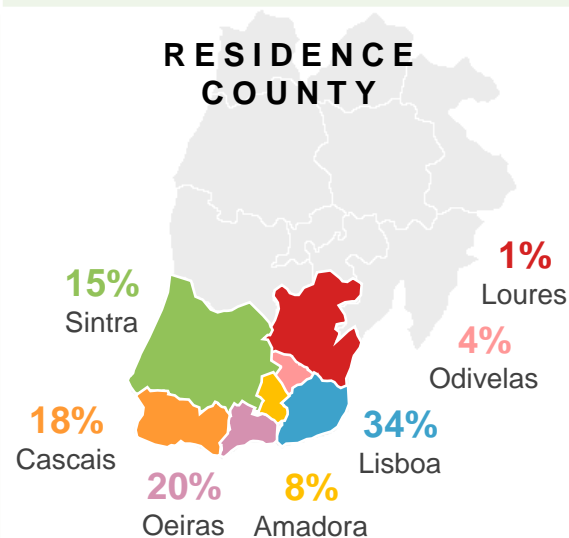 RESIDENCE
COUNTY
1%
Loures
15%
Sintra
4%
Odivelas
18%
Cascais
34%
Lisboa
20%
Oeiras
8%
Amadora